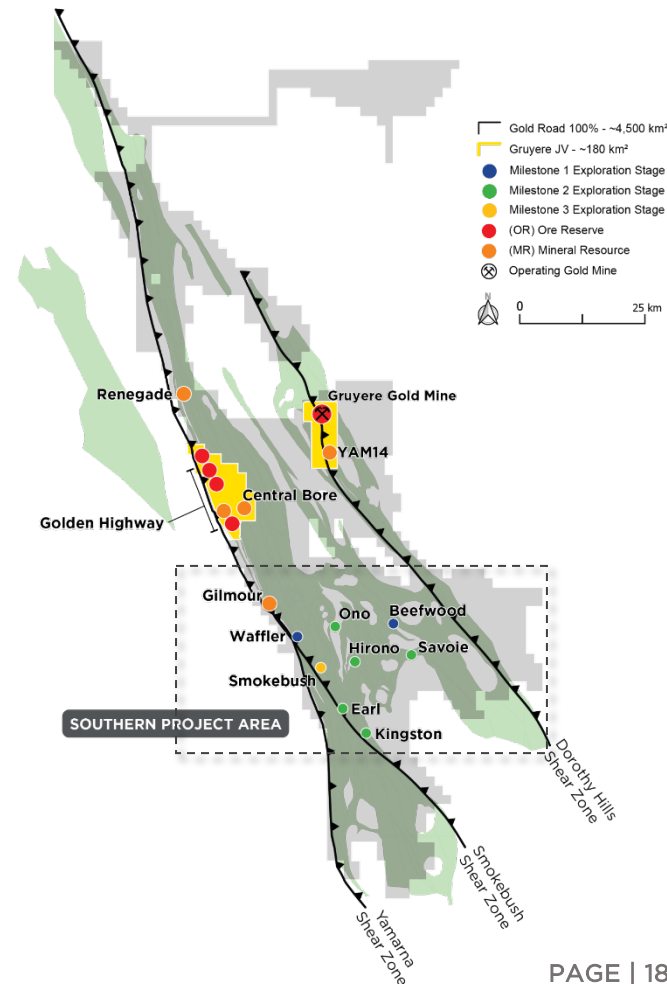 Gold Road 100% - ~4,500 km²
Gruyere JV - ~180 km²
Milestone 1 Exploration Stage
Milestone 2 Exploration Stage
Milestone 3 Exploration Stage
(OR) Ore Reserve
(MR) Mineral Resource
Operating Gold Mine
N
0
25 km
Renegade
Gruyere Gold Mine
YAM14
Central Bore
Golden Highway
Gilmour
Ono
Beefwood
Waffler
Hirono
Savoie
Smokebush
Earl
SOUTHERN PROJECT AREA
Kingston
Dorothy Hills
Shear Zone
Smokebush
Shear Zone
Yamarna
Shear Zone
PAGE | 18